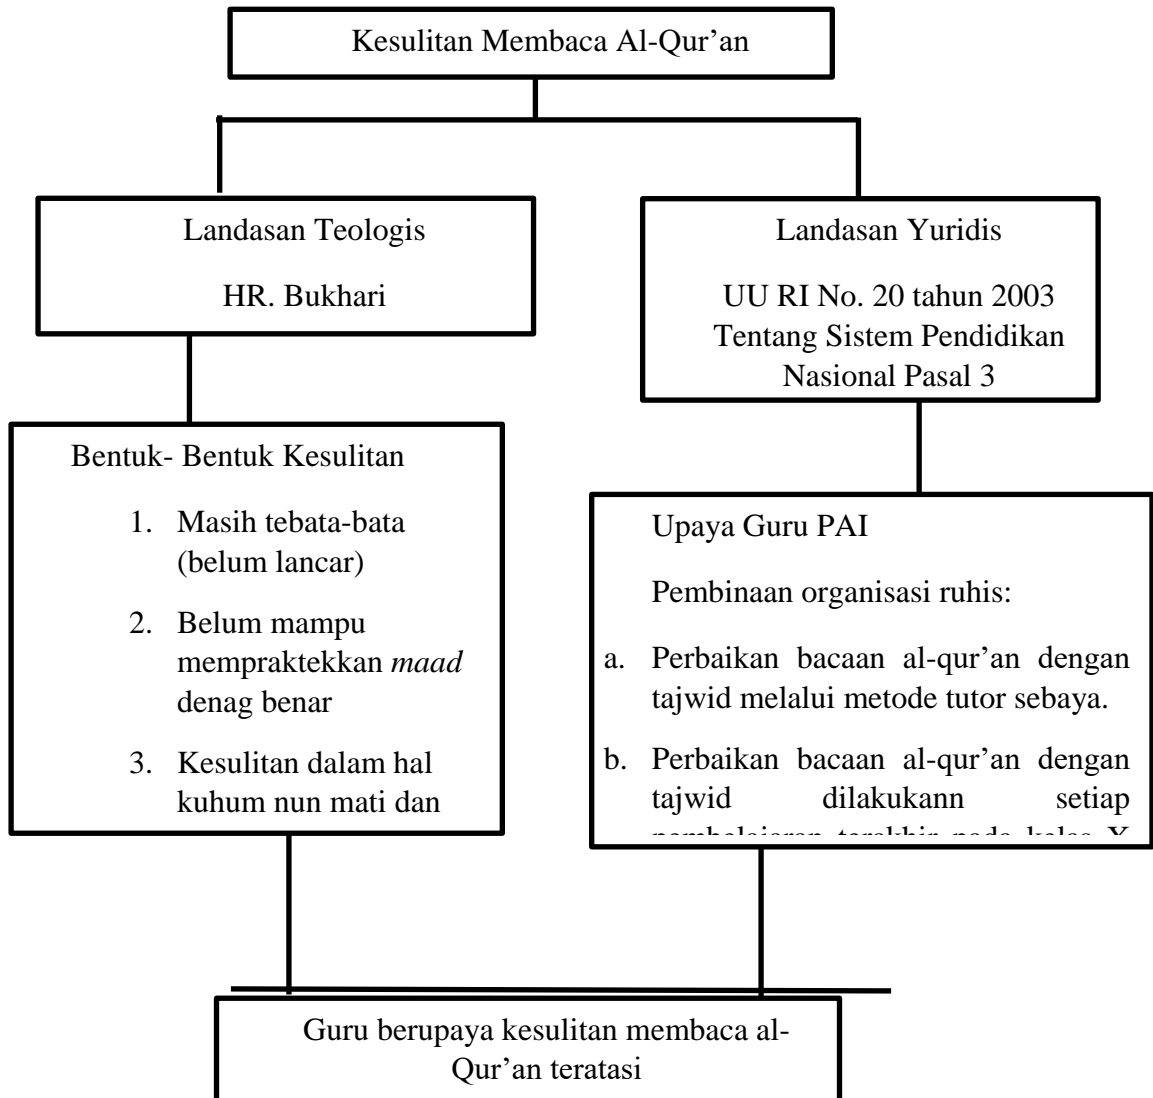 Kesulitan Membaca Al-Qur’an
Landasan Teologis
HR. Bukhari
Landasan Yuridis
UU RI No. 20 tahun 2003
Tentang Sistem Pendidikan
Nasional Pasal 3
Bentuk- Bentuk Kesulitan
1. Masih tebata-bata
(belum lancar)
2. Belum mampu
mempraktekkan maad
denag benar
3. Kesulitan dalam hal
kuhum nun mati dan
Upaya Guru PAI
Pembinaan organisasi ruhis:
a. Perbaikan bacaan al-qur’an dengan
tajwid melalui metode tutor sebaya.
b. Perbaikan bacaan al-qur’an dengan
tajwid dilakukann setiap
pembelajaran terakhir pada kelas X
Guru berupaya kesulitan membaca al-
Qur’an teratasi